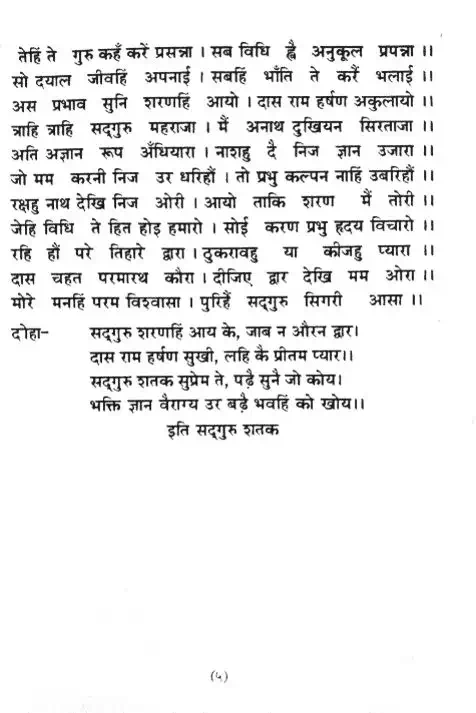 तेहिं ते गुरु कहँ करें प्रसन्ना । सब विधि ह्वै अनुकूल प्रपन्ना ।।
सो दयाल जीवहिं अपनाई । सबहिं भाँति ते करैं भलाई ।।
अस प्रभाव सुनि शरणहिं आयो । दास राम हर्षण अकुलायो ।।
त्राहि त्राहि सद्गुरु महराजा । मैं अनाथ दुखियन सिरताजा ।।
अति अज्ञान रूप अँधियारा । नाशहु दै निज ज्ञान उजारा ।।
जो मम करनी निज उर धरिहौं । तो प्रभु कल्पन नाहिं उबरिहौं ।।
रक्षहु नाथ देखि निज ओरी । आयो ताकि शरण मैं तोरी ।।
जेहि विधि ते हित होइ हमारो । सोई करण प्रभु हृदय विचारो ।।
रहि हौं परे तिहारे द्वारा । ठुकरावहु या कीजहु प्यारा ।।
दास चहत परमारथ कौरा । दीजिए द्वार देखि मम ओरा ।।
मोरे मनहिं परम विश्वासा । पुरिहैं सद्गुरु सिगरी आसा ।।
दोहा- सद्गुरु शरणहिं आय के, जाब न औरन द्वार।
दास राम हर्षण सुखी, लहि कै प्रीतम प्यार।।
सद्गुरु शतक सुप्रेम ते, पढ़ै सुनै जो कोय।
भक्ति ज्ञान वैराग्य उर बढ़ै भवहिं को खोय।।
इति सद्गुरु शतक
(५)